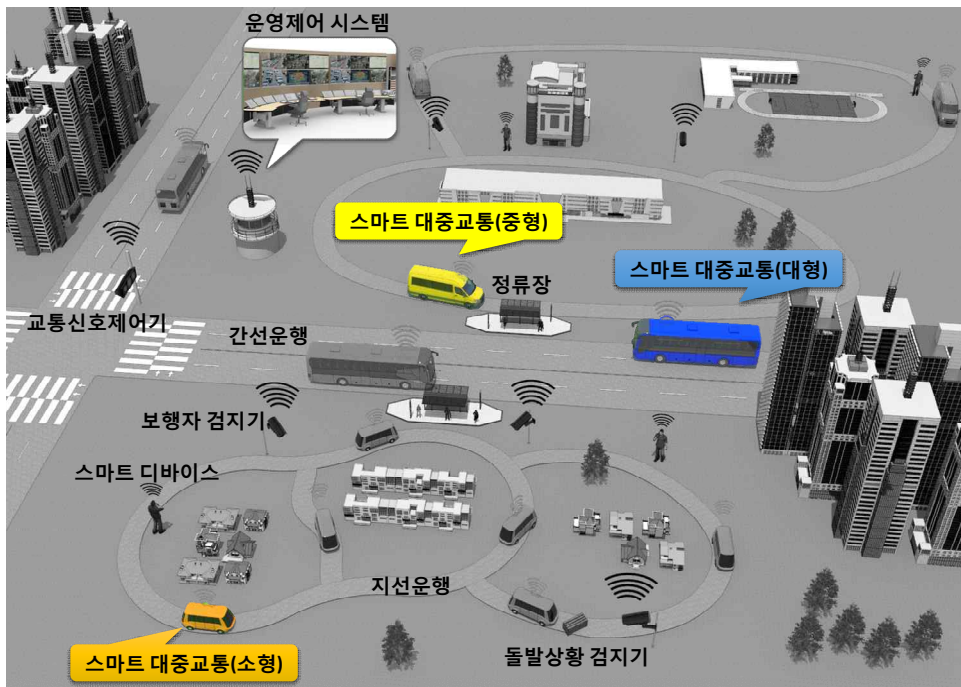 운영제어 시스템
스마트 대중교통(중형)
스마트 대중교통(대형)
정류장
교통신호제어기
간선운행
보행자 검지기
스마트 디바이스
지선운행
스마트 대중교통(소형)
돌발상황 검지기